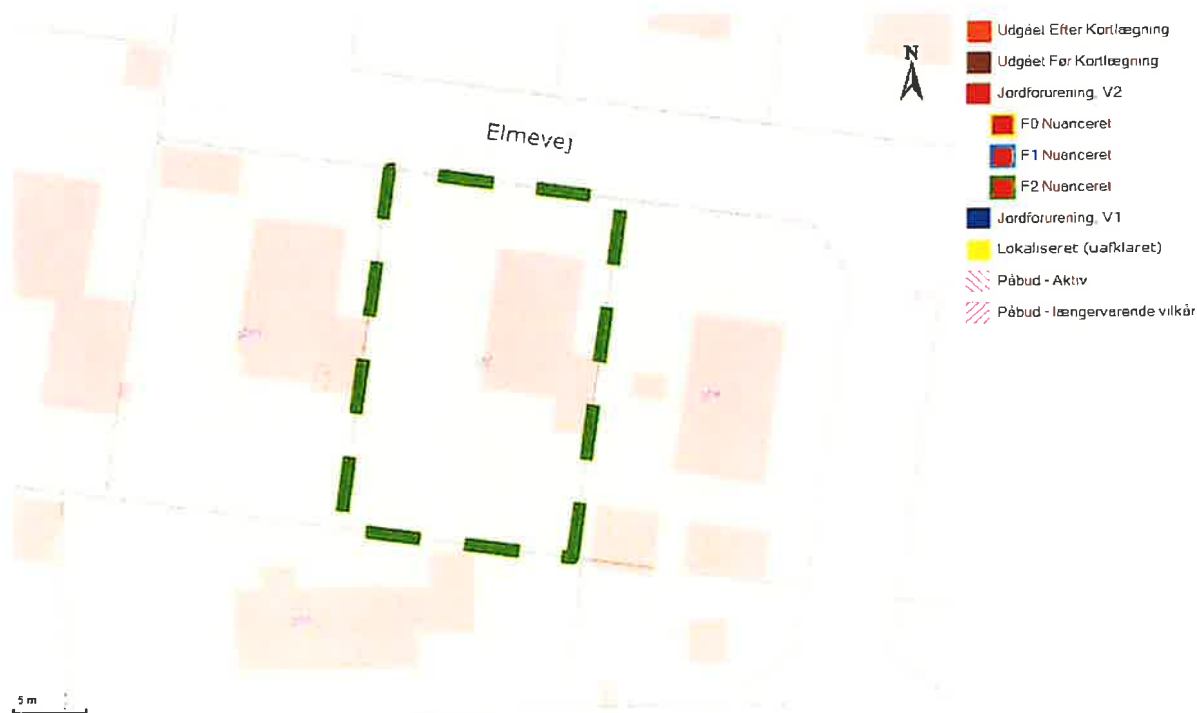 Udgået Efter Kortlægning
N
Udgået Før Kortlægning
Jordforurening, V2
Elmevej
F0 Nuanceret
F1 Nuanceret
F2 Nuanceret
Jordforurening, V1
Lokaliseret (uafklaret)
Påbud - Aktiv
Påbud - længervarende vilkår
5 m